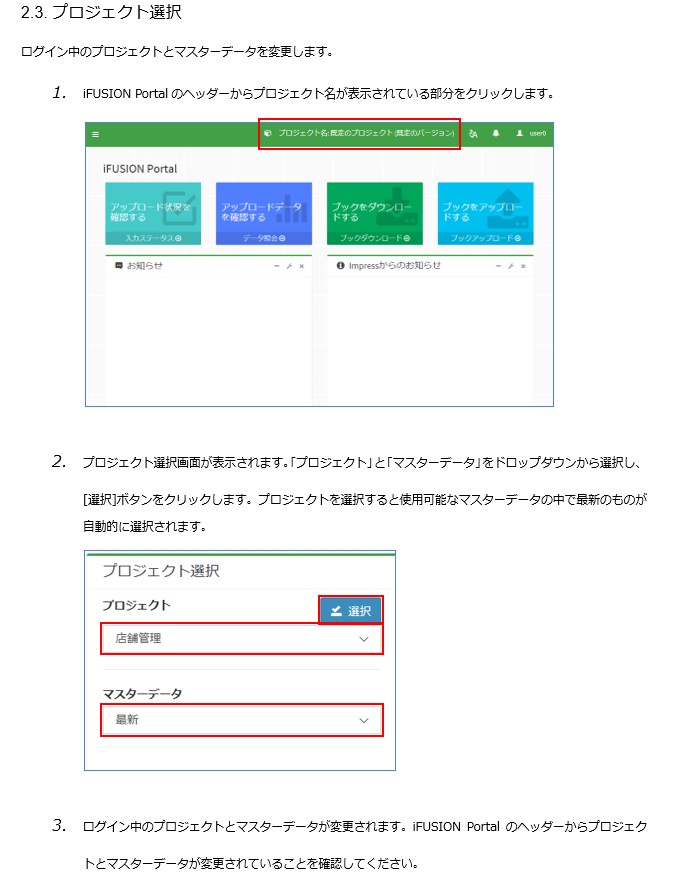 2.3. プロジェクト選択
ログイン中のプロジェクトとマスターデータを変更します。
1. iFUSION Portal のヘッダーからプロジェクト名が表示されている部分をクリックします。
プロジェクト名:既定のプロジェクト(既定のバージョン) user0
iFUSION Portal
アップロード状況を
確認する
入力ステータス
アップロードデータ
を確認する
データ照会
ブックをダウンロー
ドする
ブックダウンロード
ブックをアップロー
ドする
ブックアップロード
お知らせ
Impressからのお知らせ
2. プロジェクト選択画面が表示されます。「プロジェクト」と「マスターデータ」をドロップダウンから選択し、
[選択]ボタンをクリックします。プロジェクトを選択すると使用可能なマスターデータの中で最新のものが
自動的に選択されます。
プロジェクト選択
プロジェクト
選択
店舗管理
マスターデータ
最新
3. ログイン中のプロジェクトとマスターデータが変更されます。iFUSION Portal のヘッダーからプロジェク
トとマスターデータが変更されていることを確認してください。